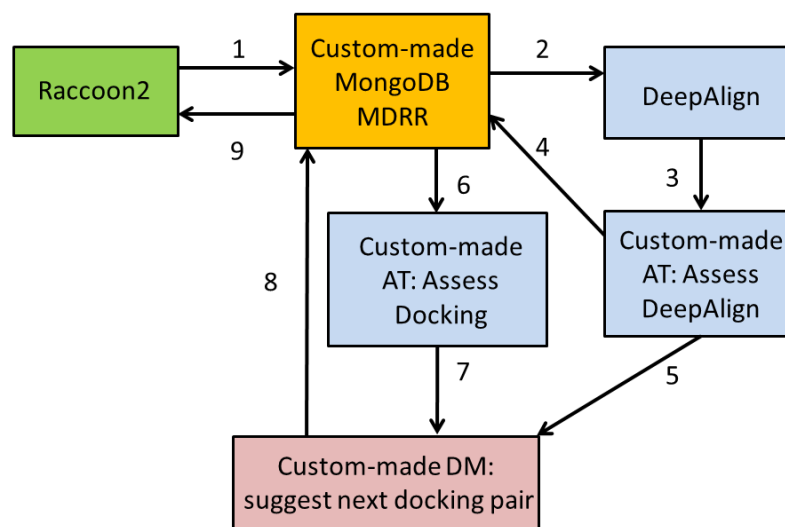 1
Custom-made
MongoDB
MDRR
2
Raccoon2
DeepAlign
9
4
3
6
Custom-made
AT: Assess
Docking
Custom-made
AT: Assess
DeepAlign
8
7
5
Custom-made DM:
suggest next docking pair